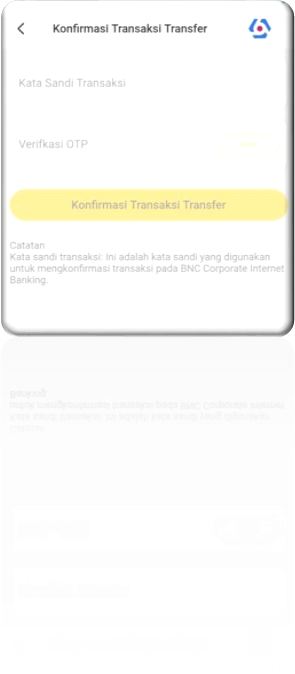 Konfirmasi Transaksi Transfer
Kata Sandi Transaksi
Verifkasi OTP
Konfirmasi Transaksi Transfer
Catatan
Kata sandi transaksi: Ini adalah kata sandi yang digunakan
untuk mengkonfirmasi transaksi pada BNC Corporate Internet
Banking.